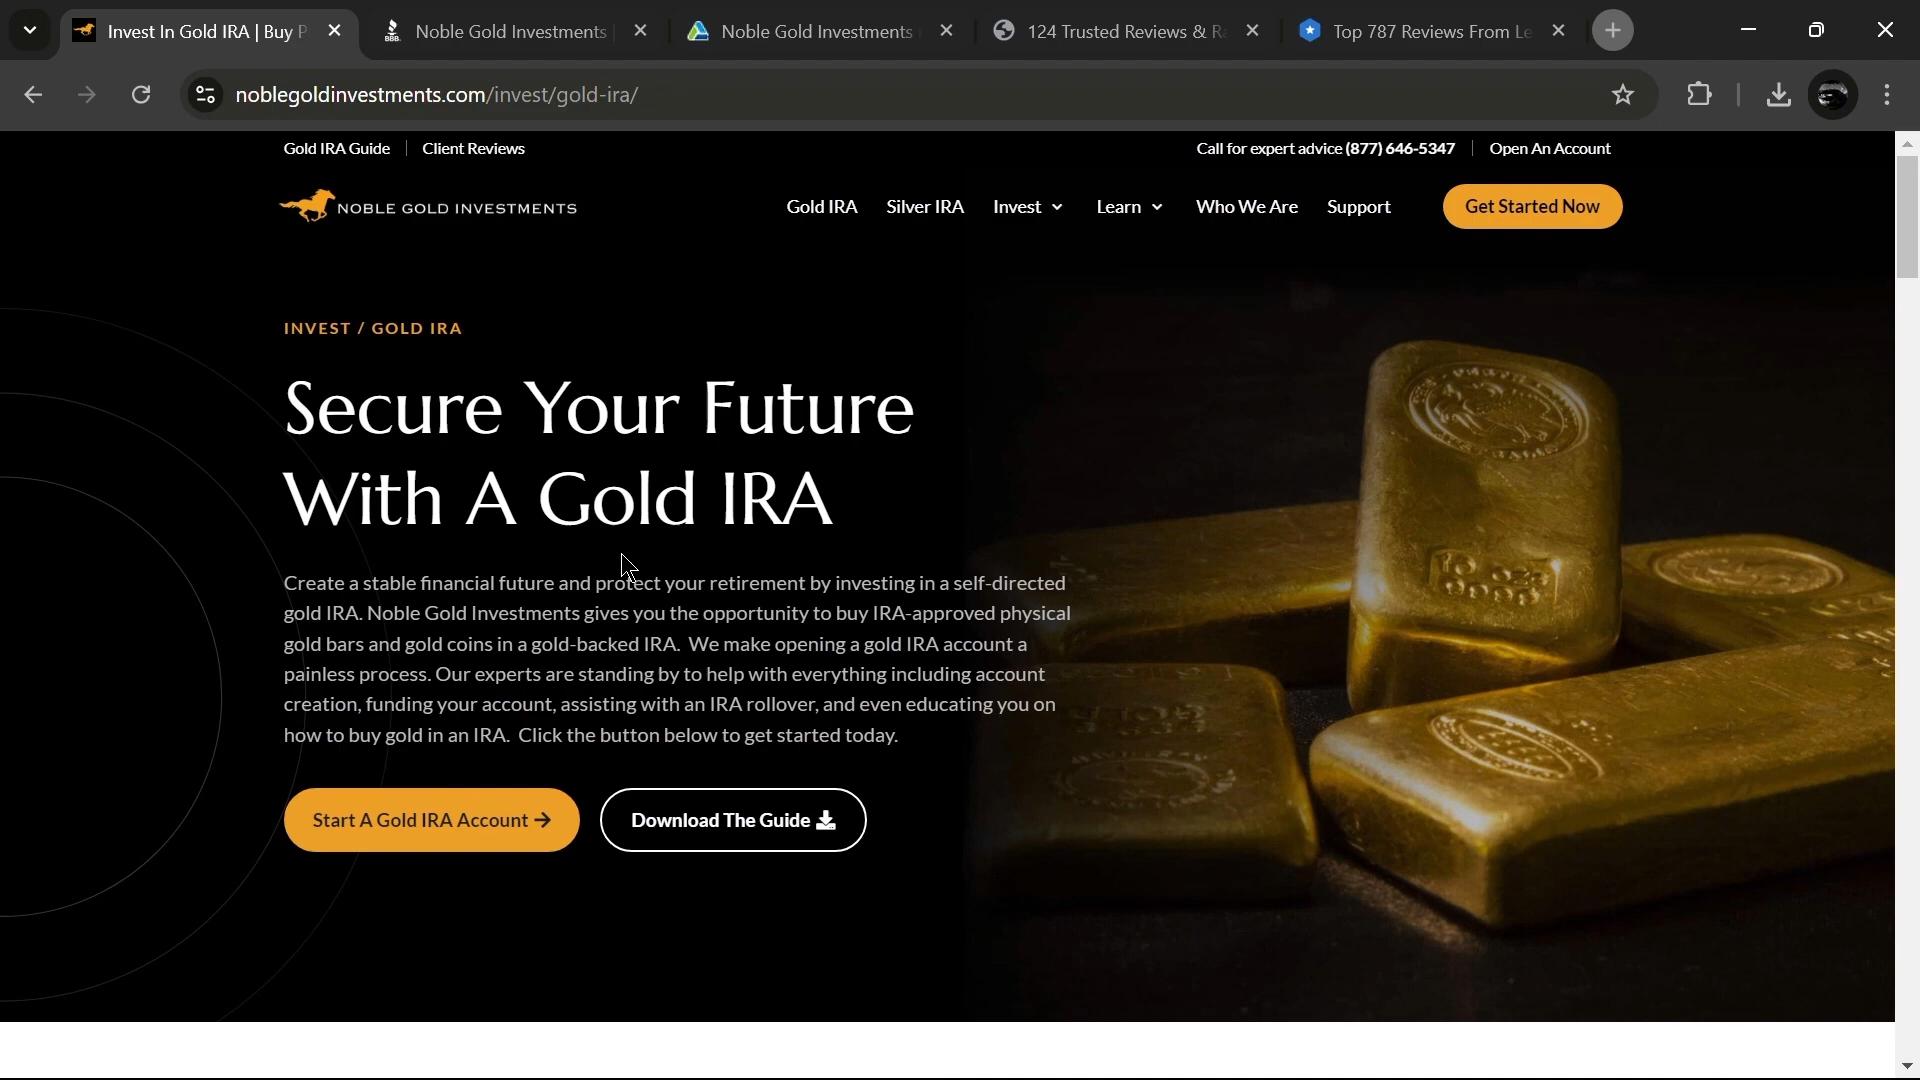 Invest In Gold IRA | Buy P
BBB
Noble Gold Investments
Noble Gold Investments
124 Trusted Reviews & Ra
Top 787 Reviews From Le
noblegoldinvestments.com/invest/gold-ira/
Gold IRA Guide
Client Reviews
Call for expert advice (877) 646-5347
Open An Account
NOBLE GOLD INVESTMENTS
Gold IRA
Silver IRA
Invest
Learn
Who We Are
Support
Get Started Now
INVEST / GOLD IRA
Secure Your Future
With A Gold IRA
Create a stable financial future and protect your retirement by investing in a self-directed
gold IRA. Noble Gold Investments gives you the opportunity to buy IRA-approved physical
gold bars and gold coins in a gold-backed IRA. We make opening a gold IRA account a
painless process. Our experts are standing by to help with everything including account
creation, funding your account, assisting with an IRA rollover, and even educating you on
how to buy gold in an IRA. Click the button below to get started today.
Start A Gold IRA Account
Download The Guide